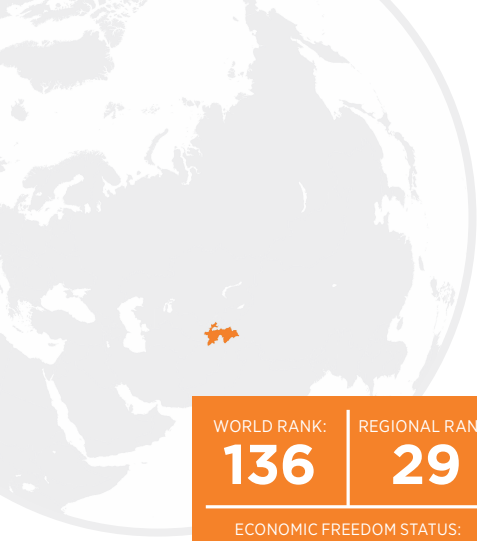 WORLD RANK:
136
REGIONAL RAN
29
ECONOMIC FREEDOM STATUS: